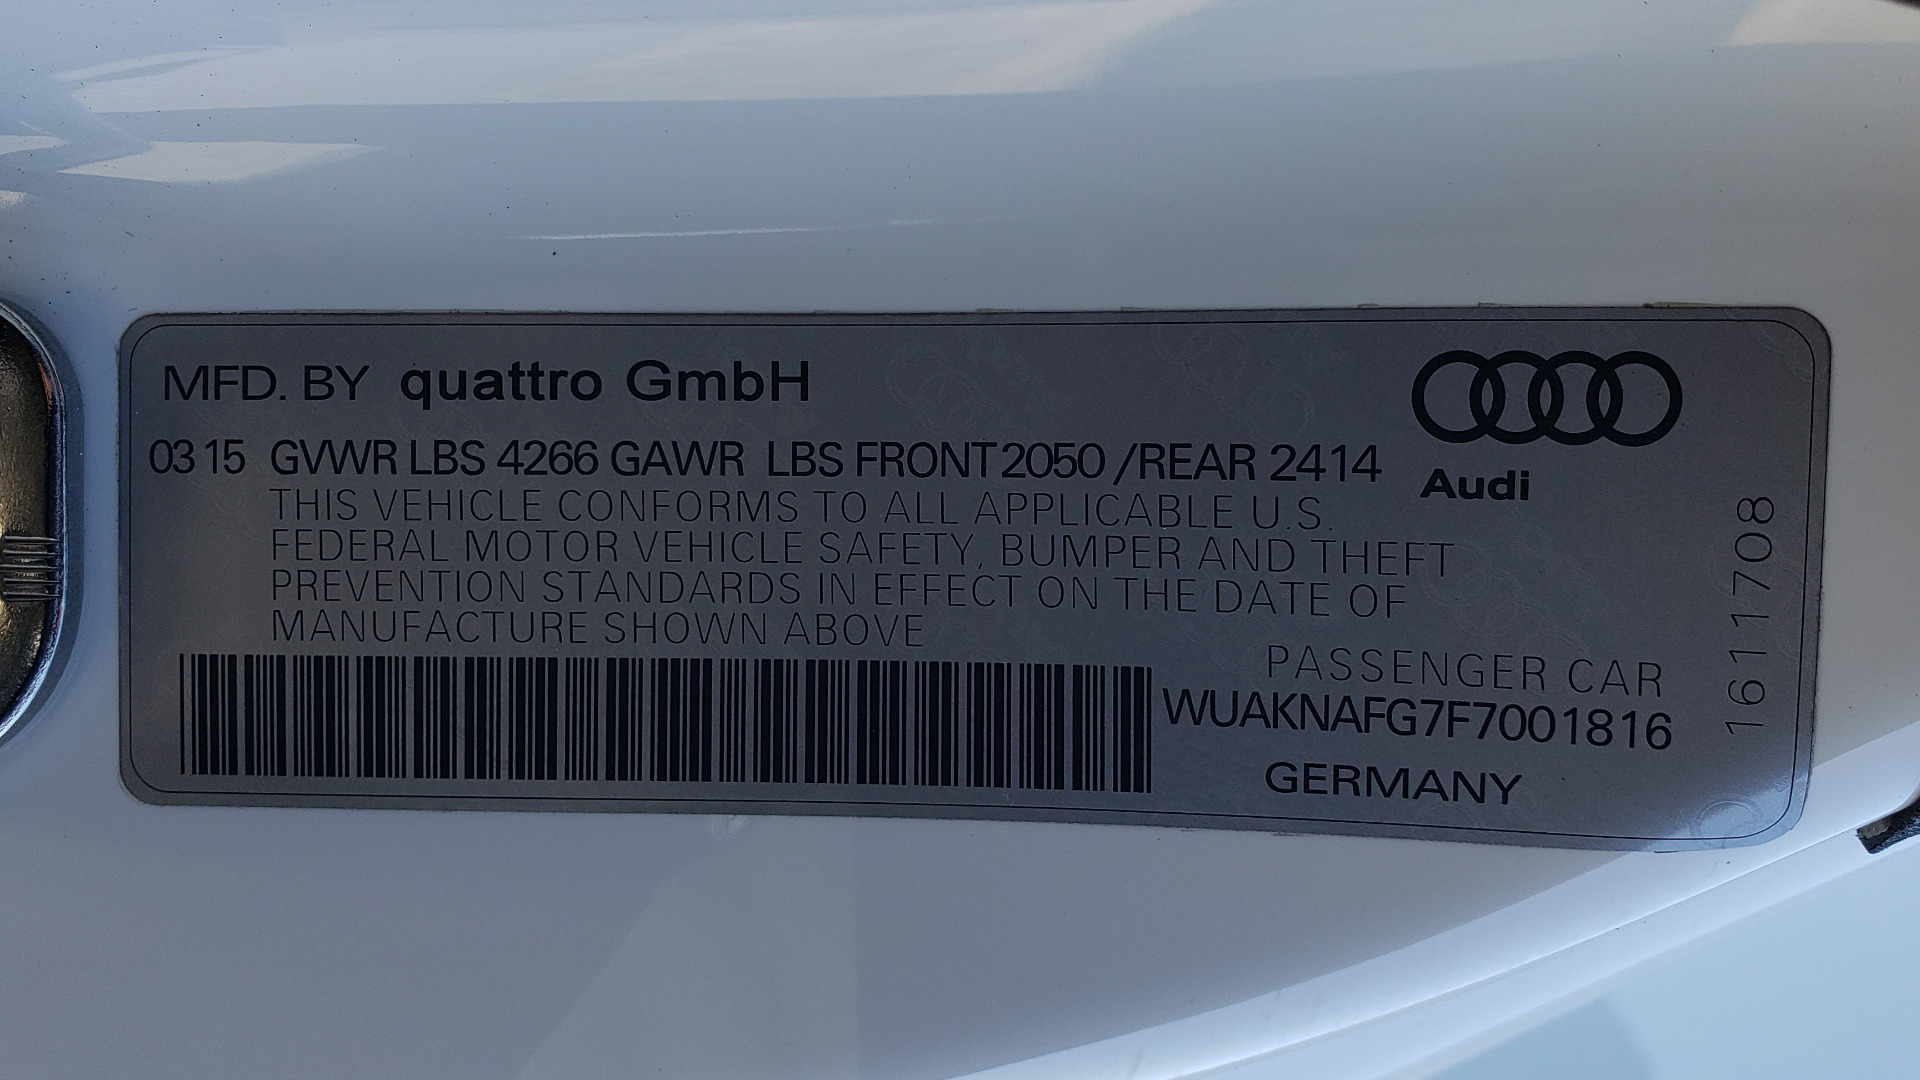 MFD. BY quattro GmbH
03 15 GVWR LBS 4266 GAWR LBS FRONT 2050 /REAR 2414
Audi
THIS VEHICLE CONFORMS TO ALL APPLICABLE U.S.
FEDERAL MOTOR VEHICLE SAFETY, BUMPER AND THEFT
PREVENTION STANDARDS IN EFFECT ON THE DATE OF
MANUFACTURE SHOWN ABOVE
PASSENGER CAR
WUAKNAFG7F7001816
GERMANY
1611708